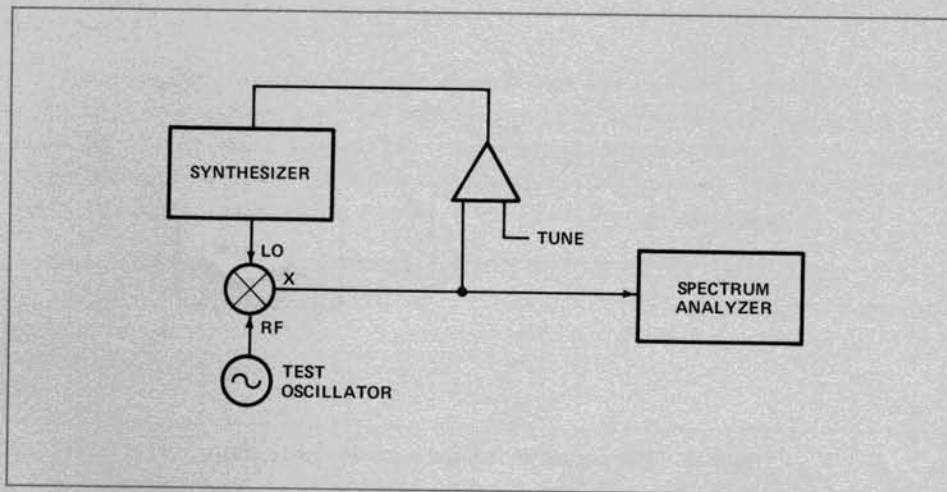 SYNTHESIZER
LO
X
RF
TUNE
TEST
OSCILLATOR
SPECTRUM
ANALYZER